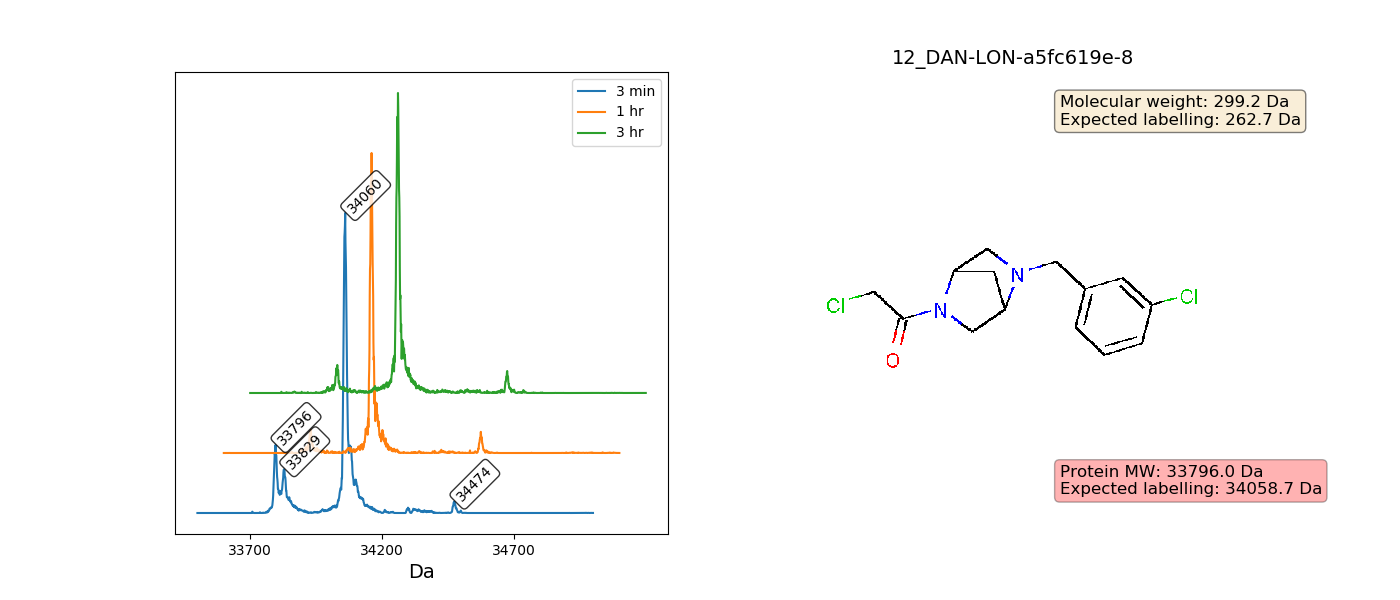 12_DAN-LON-a5fc619e-8
3 min
1 hr
3 hr
Molecular weight: 299.2 Da
Expected labelling: 262.7 Da
34060
33796
33829
34474
Cl
O
N
N
Cl
Protein MW: 33796.0 Da
Expected labelling: 34058.7 Da
33700
34200
34700
Da